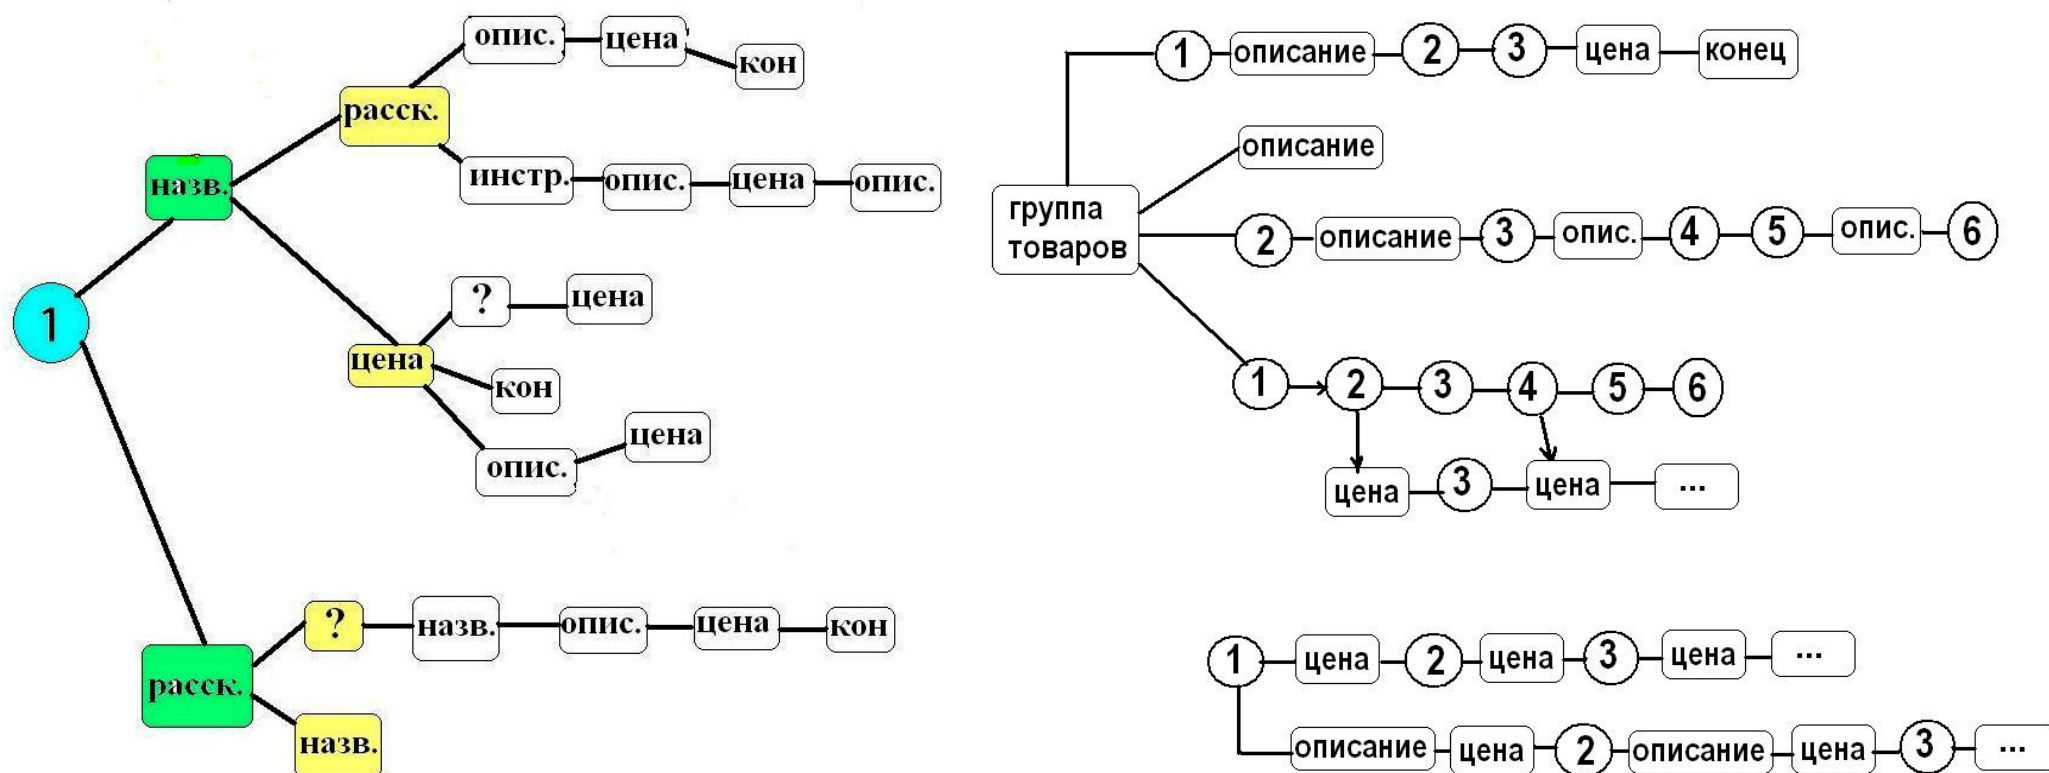 опис.
цена
кон
расск.
назв.
инстр.
опис.
цена
опис.
1
?
цена
цена
кон
опис.
цена
?
назв.
опис.
цена
кон
расск.
назв.
1
описание
2
3
цена
конец
описание
группа
товаров
2
описание
3
опис.
4
5
опис.
6
1
2
3
4
5
6
цена
3
цена
...
1
цена
2
цена
3
цена
...
описание
цена
2
описание
цена
3
...